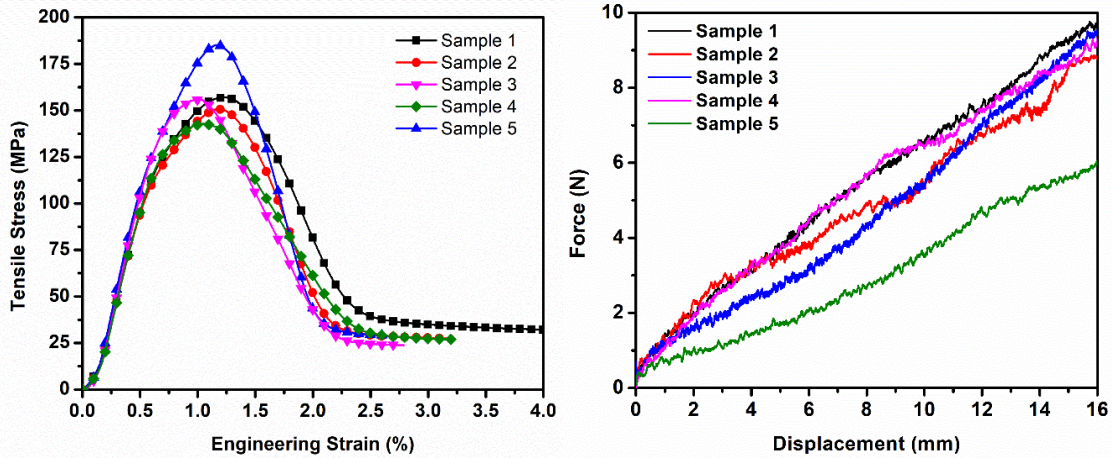 200
175
150
125
100
75
50
25
0
0.0 0.5 1.0 1.5 2.0 2.5 3.0 3.5 4.0
Tensile Stress (MPa)
Engineering Strain (%)
Sample 1
Sample 2
Sample 3
Sample 4
Sample 5
10
8
6
4
2
0
0 2 4 6 8 10 12 14 16
Force (N)
Displacement (mm)
Sample 1
Sample 2
Sample 3
Sample 4
Sample 5